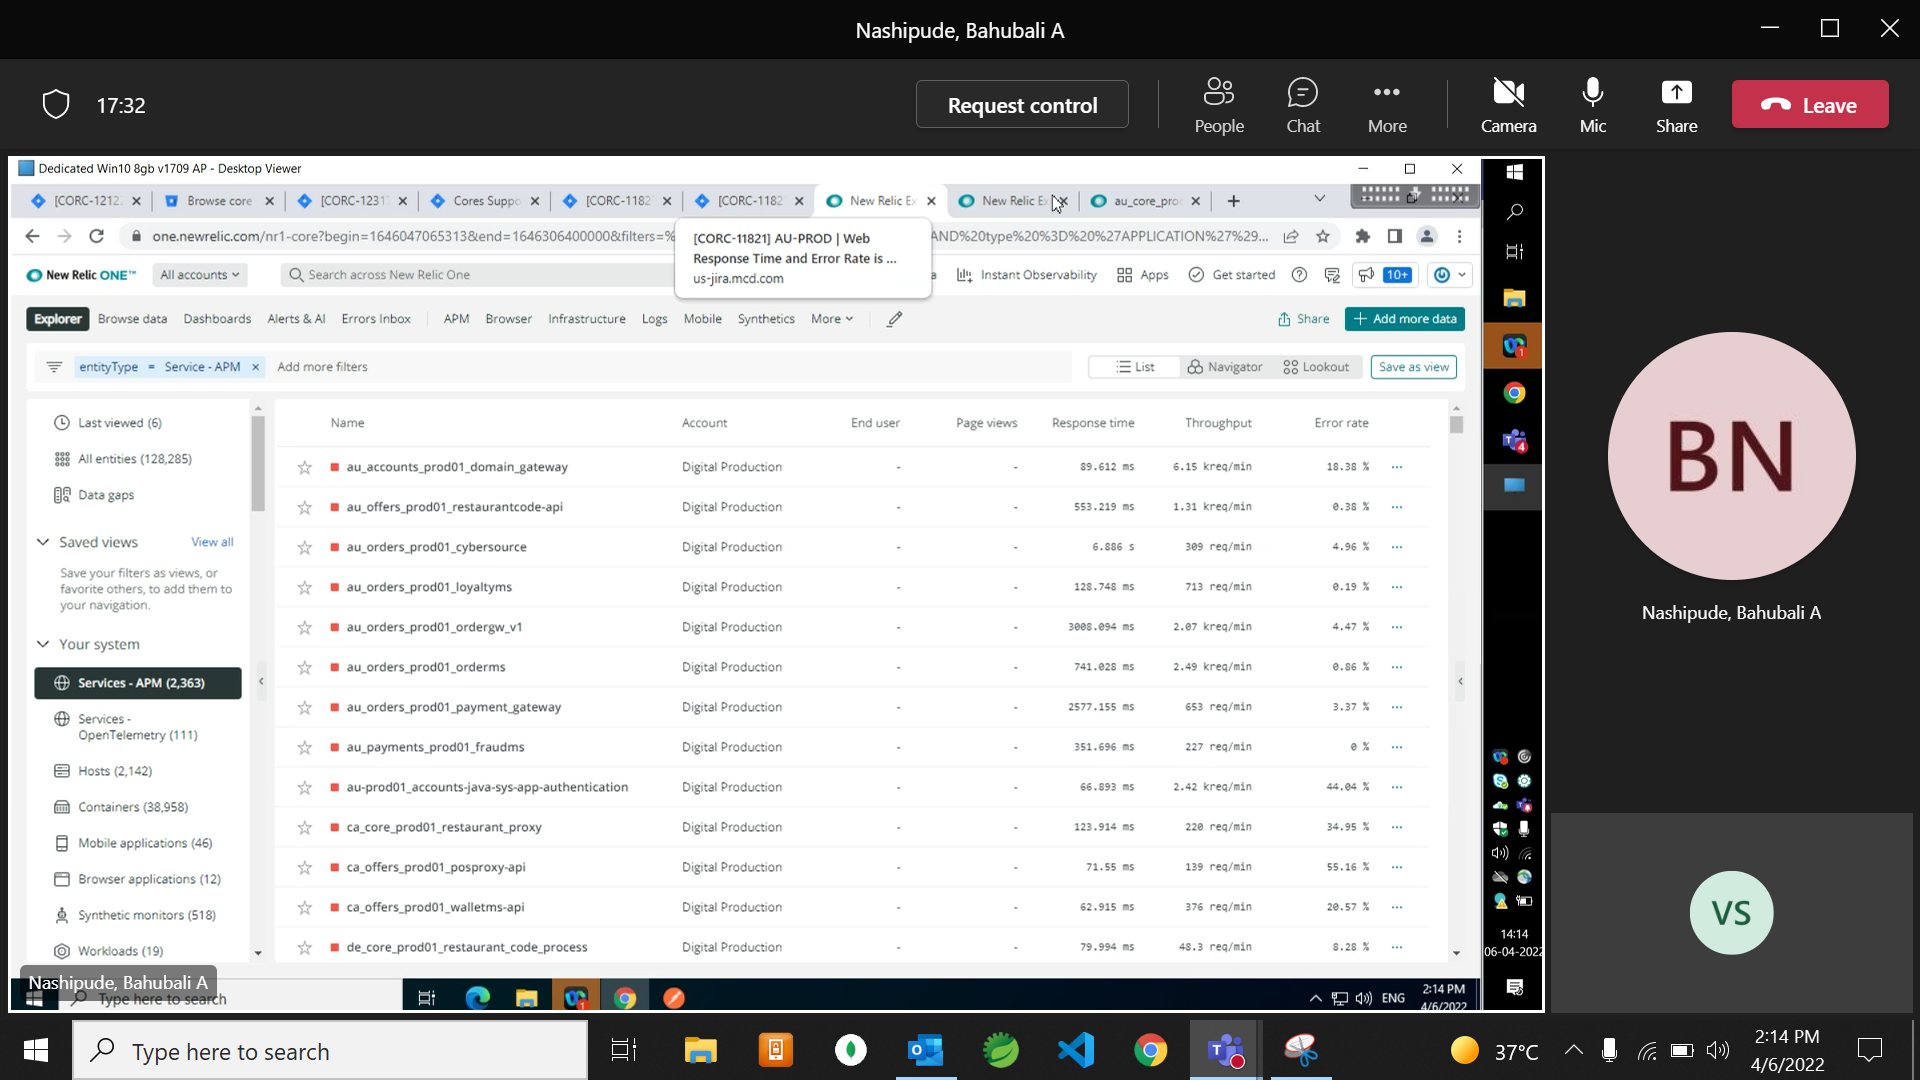 Nashipude, Bahubali A
17:32
Request control
People
Chat
More
Camera
Mic
Share
Leave
Dedicated Win10 8gb v1709 AP - Desktop Viewer
[CORC-1212
Browse core
[CORC-1231
Cores Suppo
[CORC-1182
[CORC-1182
New Relic Ex
New Relic Ex
au_core_pro
one.newrelic.com/nr1-core?begin=1646047065313&end=1646306400000&filters=%
AND%20type%20%3D%20%27APPLICATION%27%29...
[CORC-11821] AU-PROD | Web
Response Time and Error Rate is ...
us-jira.mcd.com
New Relic ONE™
All accounts
Search across New Relic One
Instant Observability
Apps
Get started
10+
Explorer
Browse data
Dashboards
Alerts & AI
Errors Inbox
APM
Browser
Infrastructure
Logs
Mobile
Synthetics
More
Share
+ Add more data
entityType = Service - APM ×
Add more filters
List
Navigator
Lookout
Save as view
Last viewed (6)
All entities (128,285)
Data gaps
Saved views
View all
Save your filters as views, or
favorite others, to add them to
your navigation.
Your system
Services - APM (2,363)
Services -
OpenTelemetry (111)
Hosts (2,142)
Containers (38,958)
Mobile applications (46)
Browser applications (12)
Synthetic monitors (518)
Workloads (19)
Name Account End user Page views Response time Throughput Error rate
au_accounts_prod01_domain_gateway Digital Production - - 89.612 ms 6.15 kreq/min 18.38 % ...
au_offers_prod01_restaurantcode-api Digital Production - - 553.219 ms 1.31 kreq/min 0.38 % ...
au_orders_prod01_cybersource Digital Production - - 6.886 s 309 req/min 4.96 % ...
au_orders_prod01_loyaltyms Digital Production - - 128.748 ms 713 req/min 0.19 % ...
au_orders_prod01_ordergw_v1 Digital Production - - 3008.094 ms 2.07 kreq/min 4.47 % ...
au_orders_prod01_orderms Digital Production - - 741.028 ms 2.49 kreq/min 0.86 % ...
au_orders_prod01_payment_gateway Digital Production - - 2577.155 ms 653 req/min 3.37 % ...
au_payments_prod01_fraudms Digital Production - - 351.696 ms 227 req/min 0 % ...
au-prod01_accounts-java-sys-app-authentication Digital Production - - 66.893 ms 2.42 kreq/min 44.04 % ...
ca_core_prod01_restaurant_proxy Digital Production - - 123.914 ms 220 req/min 34.95 % ...
ca_offers_prod01_posproxy-api Digital Production - - 71.55 ms 139 req/min 55.16 % ...
ca_offers_prod01_walletms-api Digital Production - - 62.915 ms 376 req/min 20.57 % ...
de_core_prod01_restaurant_code_process Digital Production - - 79.994 ms 48.3 req/min 8.28 % ...
Nashipude, Bahubali A
Type here to search
ENG
2:14 PM
4/6/2022
14:14
06-04-2022
BN
Nashipude, Bahubali A
VS
Type here to search
37°C
2:14 PM
4/6/2022